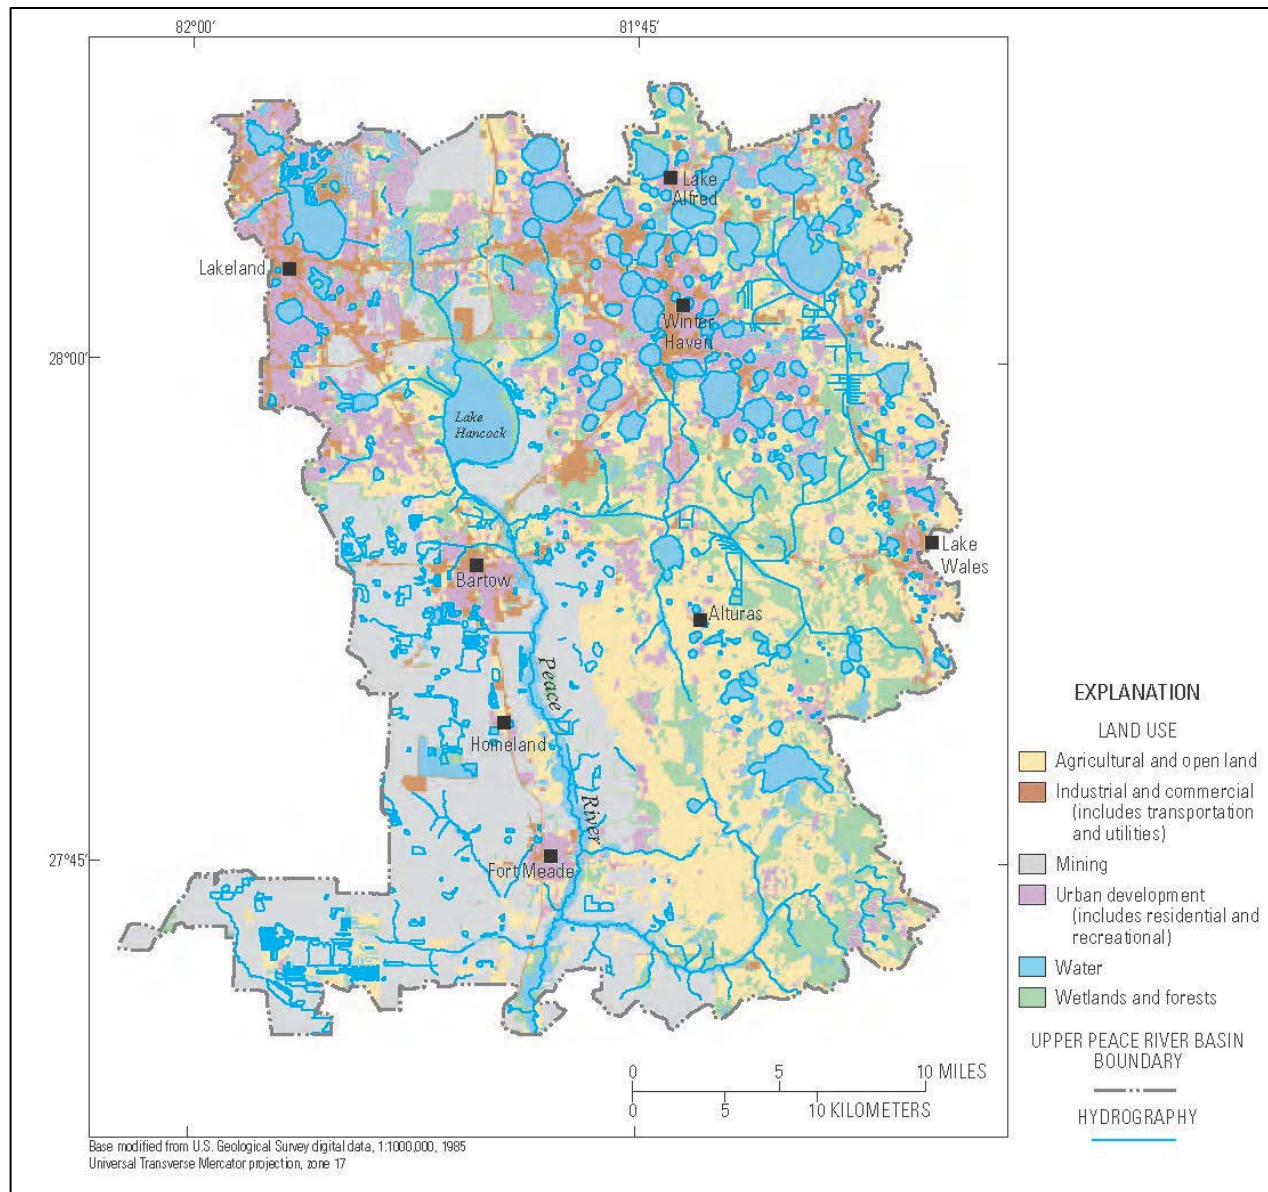 82°00′
81°45′
Lake
Alfred
Lakeland
Winter
Haven
28°00′
Lake
Hancock
Lake
Wales
Bartow
Alturas
Peace
River
Homeland
27°45′
Fort Meade
EXPLANATION
LAND USE
Agricultural and open land
Industrial and commercial
(includes transportation
and utilities)
Mining
Urban development
(includes residential and
recreational)
Water
Wetlands and forests
UPPER PEACE RIVER BASIN
BOUNDARY
HYDROGRAPHY
0 5 10 MILES
0 5 10 KILOMETERS
Base modified from U.S. Geological Survey digital data, 1:1000,000, 1985
Universal Transverse Mercator projection, zone 17